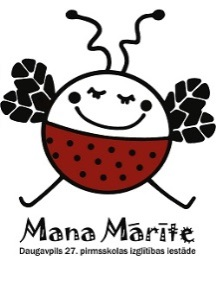 Mana Mārīte
Daugavpils 27. pirmsskolas izglītības iestāde